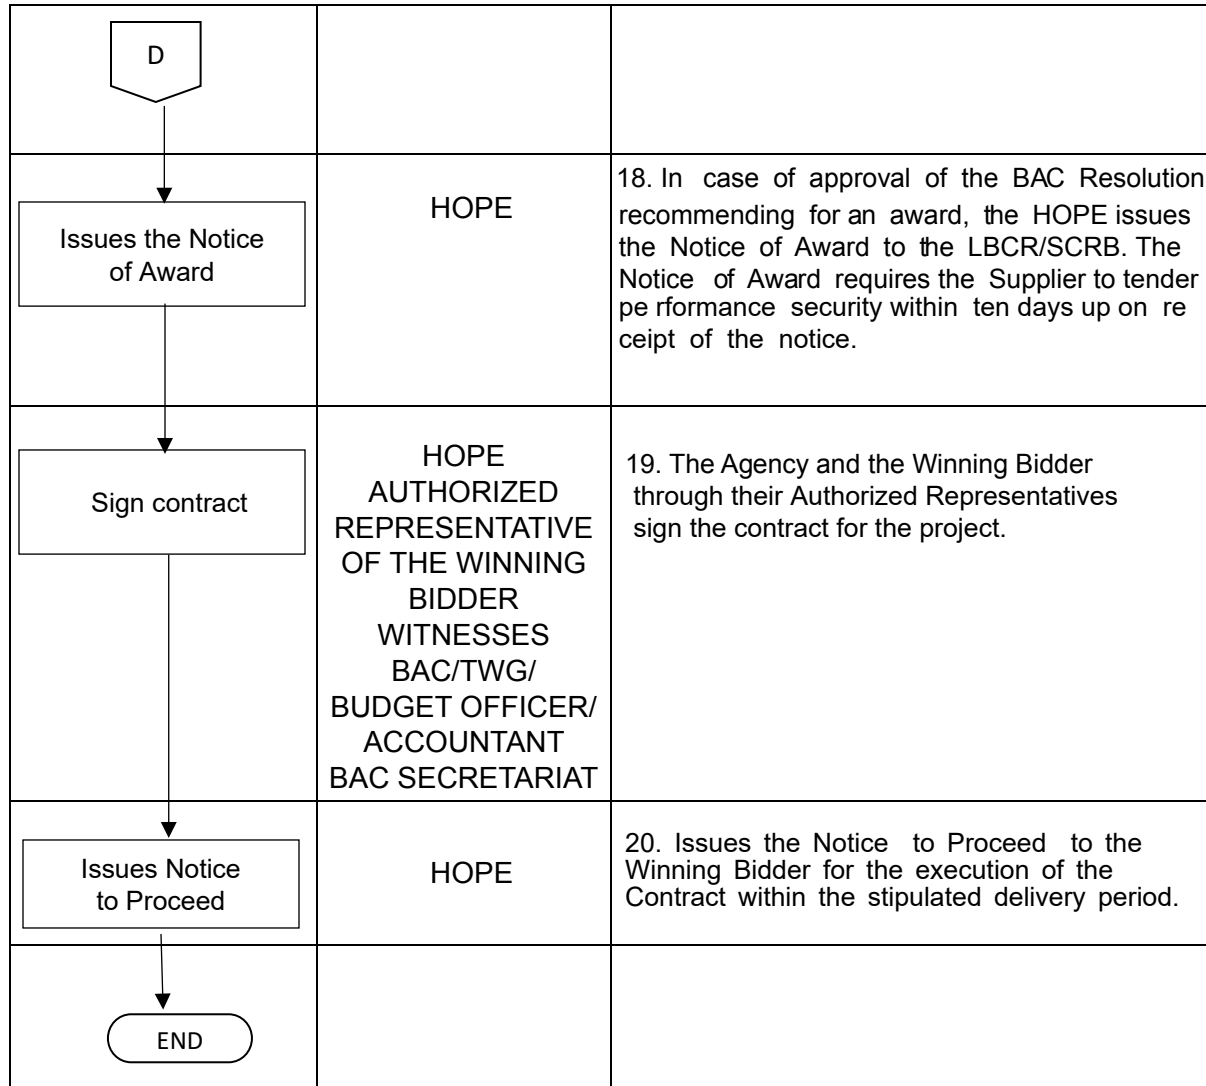 D
Issues the Notice
of Award
HOPE
18. In case of approval of the BAC Resolution
recommending for an award, the HOPE issues
the Notice of Award to the LBCR/SCRB. The
Notice of Award requires the Supplier to tender
pe rformance security within ten days up on re
ceipt of the notice.
Sign contract
HOPE
AUTHORIZED
REPRESENTATIVE
OF THE WINNING
BIDDER
WITNESSES
BAC/TWG/
BUDGET OFFICER/
ACCOUNTANT
BAC SECRETARIAT
19. The Agency and the Winning Bidder
through their Authorized Representatives
sign the contract for the project.
Issues Notice
to Proceed
HOPE
20. Issues the Notice to Proceed to the
Winning Bidder for the execution of the
Contract within the stipulated delivery period.
END